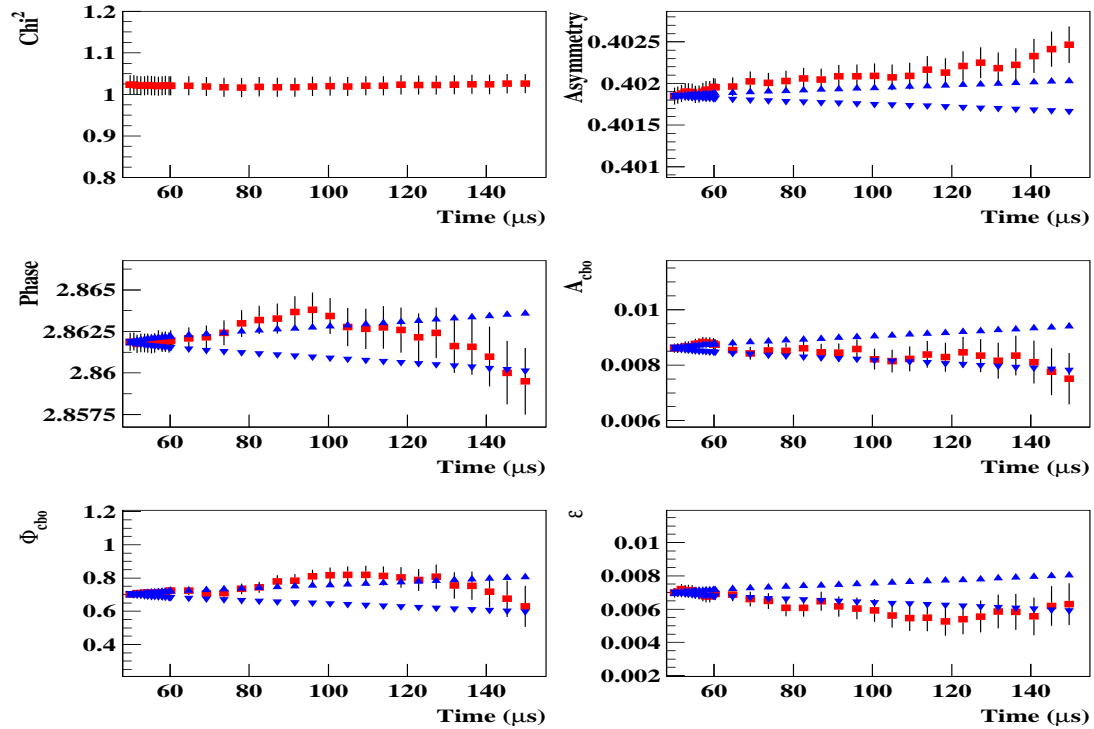 Chi²
1.2
1.1
1
0.9
0.8
60 80 100 120 140
Time (μs)
Asymmetry
0.4025
0.402
0.4015
0.401
60 80 100 120 140
Time (μs)
Phase
2.865
2.8625
2.86
2.8575
60 80 100 120 140
Time (μs)
A_cbo
0.01
0.008
0.006
60 80 100 120 140
Time (μs)
Φ_cbo
1.2
1
0.8
0.6
0.4
60 80 100 120 140
Time (μs)
ε
0.01
0.008
0.006
0.004
0.002
60 80 100 120 140
Time (μs)